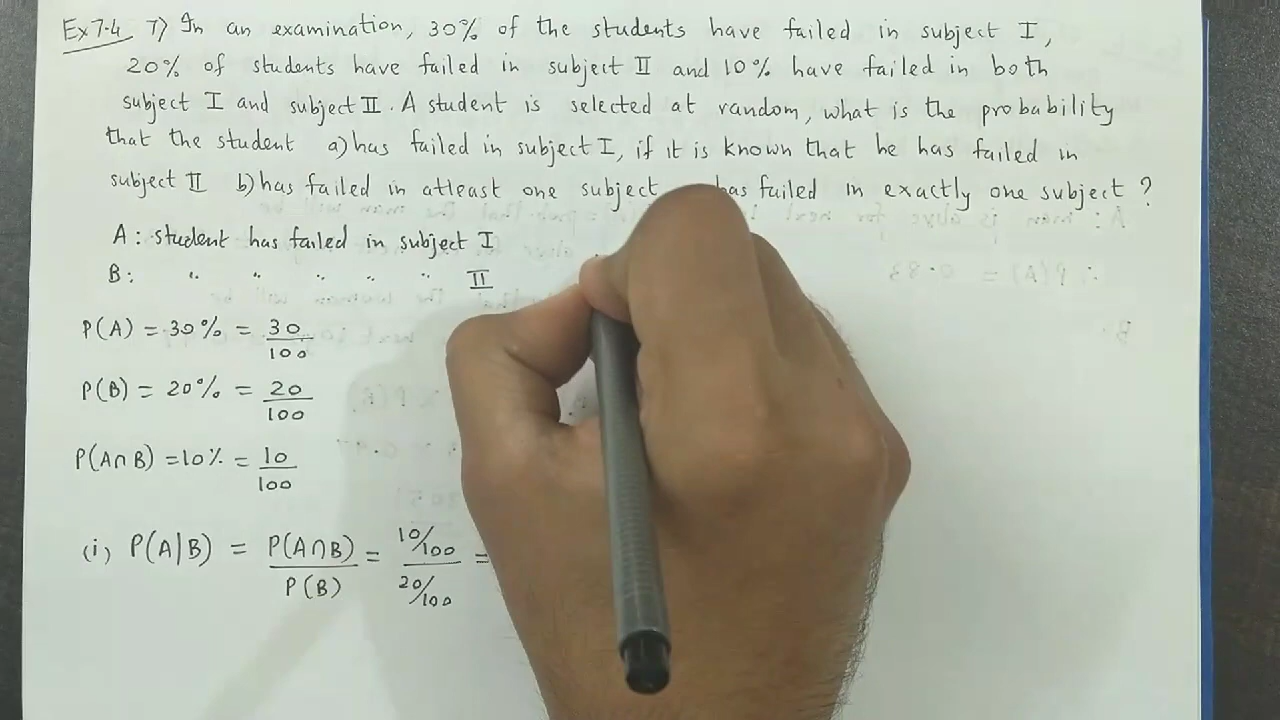 Ex 7.4 7) In an examination, 30% of the students have failed in subject I,
20% of students have failed in subject II and 10% have failed in both
subject I and subject II. A student is selected at random, what is the probability
that the student a) has failed in subject I, if it is known that he has failed in
subject II b) has failed in atleast one subject has failed in exactly one subject ?
A: student has failed in subject I
B: " " " " " II
P(A) = 30% = 30/100
P(B) = 20% = 20/100
P(A∩B) = 10% = 10/100
(i) P(A|B) = P(A∩B)/P(B) = (10/100)/(20/100) =